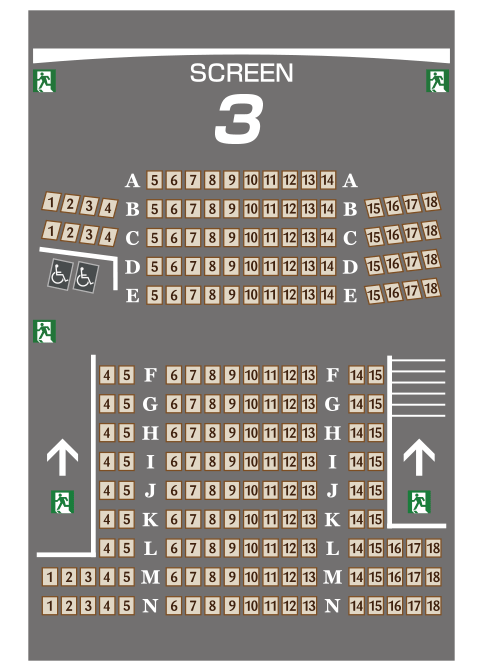 SCREEN
3
A 5 6 7 8 9 10 11 12 13 14 A
1 2 3 4 B 5 6 7 8 9 10 11 12 13 14 B 15 16 17 18
1 2 3 4 C 5 6 7 8 9 10 11 12 13 14 C 15 16 17 18
D 5 6 7 8 9 10 11 12 13 14 D 15 16 17 18
E 5 6 7 8 9 10 11 12 13 14 E 15 16 17 18
4 5 F 6 7 8 9 10 11 12 13 F 14 15
4 5 G 6 7 8 9 10 11 12 13 G 14 15
4 5 H 6 7 8 9 10 11 12 13 H 14 15
4 5 I 6 7 8 9 10 11 12 13 I 14 15
4 5 J 6 7 8 9 10 11 12 13 J 14 15
4 5 K 6 7 8 9 10 11 12 13 K 14 15
4 5 L 6 7 8 9 10 11 12 13 L 14 15 16 17 18
1 2 3 4 5 M 6 7 8 9 10 11 12 13 M 14 15 16 17 18
1 2 3 4 5 N 6 7 8 9 10 11 12 13 N 14 15 16 17 18